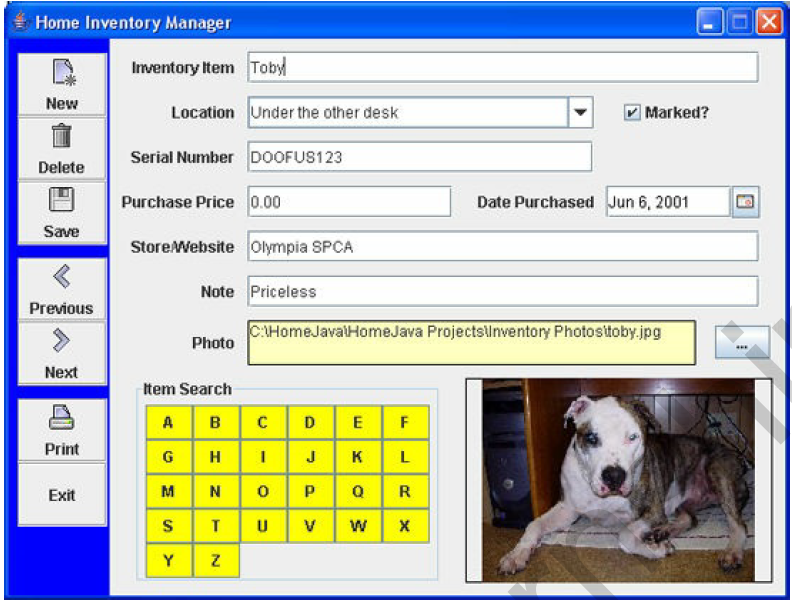 Home Inventory Manager
New
Delete
Save
Previous
Next
Print
Exit
Inventory Item Toby
Location Under the other desk Marked?
Serial Number DOOFUS123
Purchase Price 0.00 Date Purchased Jun 6, 2001
Store/Website Olympia SPCA
Note Priceless
Photo C:\HomeJava\HomeJava Projects\Inventory Photos\toby.jpg ...
Item Search
A B C D E F
G H I J K L
M N O P Q R
S T U V W X
Y Z